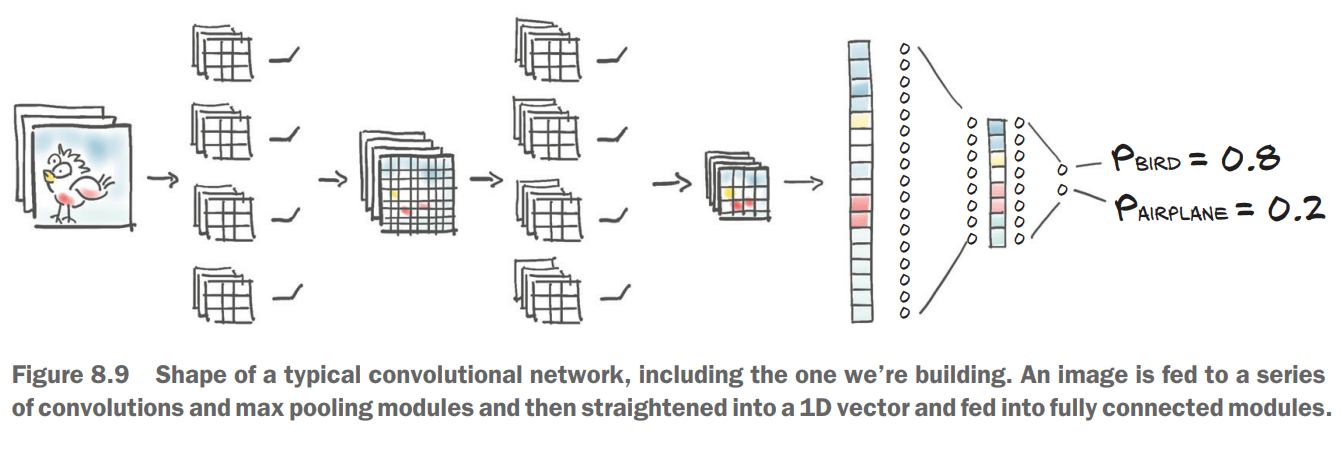 PBIRD = 0.8
PAIRPLANE = 0.2
Figure 8.9 Shape of a typical convolutional network, including the one we’re building. An image is fed to a series
of convolutions and max pooling modules and then straightened into a 1D vector and fed into fully connected modules.